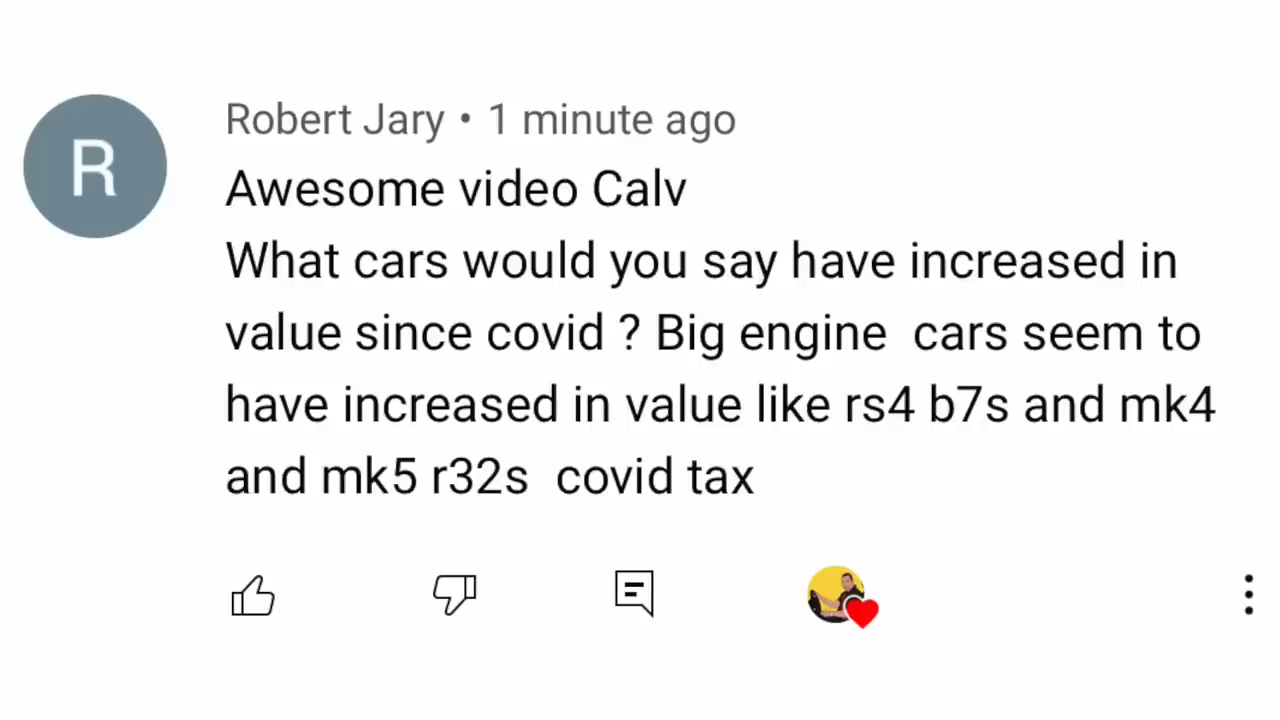 R
Robert Jary • 1 minute ago
Awesome video Calv
What cars would you say have increased in
value since covid ? Big engine  cars seem to
have increased in value like rs4 b7s and mk4
and mk5 r32s  covid tax